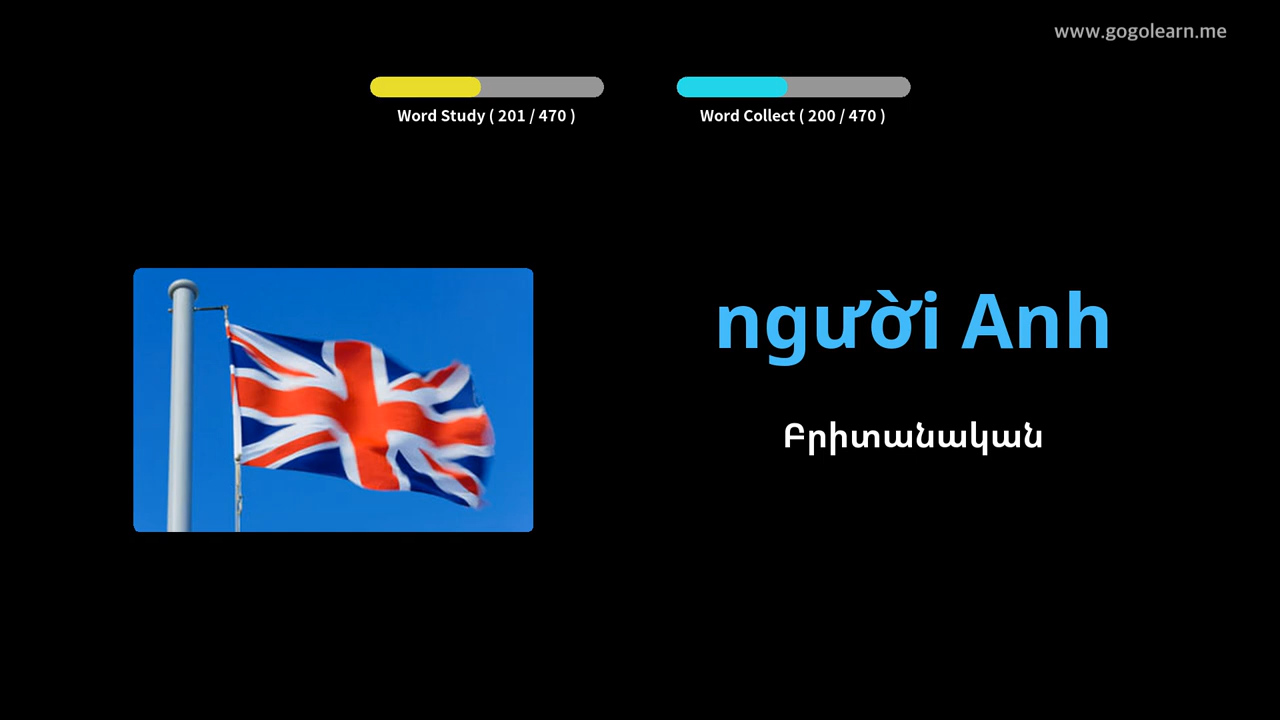 www.gogolearn.me
Word Study ( 201 / 470 )
Word Collect ( 200 / 470 )
người Anh
Բրիտանական